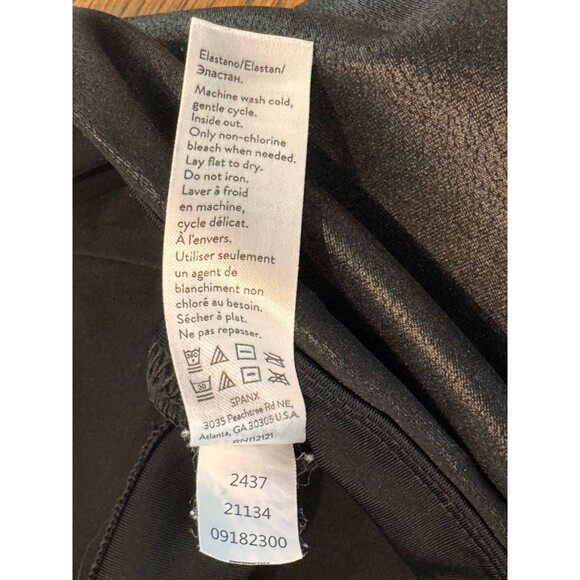 Elastano/Elastan/
Эластан.
Machine wash cold,
gentle cycle.
Inside out.
Only non-chlorine
bleach when needed.
Lay flat to dry.
Do not iron.
Laver à froid
en machine,
cycle délicat.
À l'envers.
Utiliser seulement
un agent de
blanchiment non
chloré au besoin.
Sécher à plat.
Ne pas repasser.
30
SPANX
3035 Peachtree Rd NE,
Atlanta, GA 30305 U.S.A.
RN112121
2437
21134
09182300